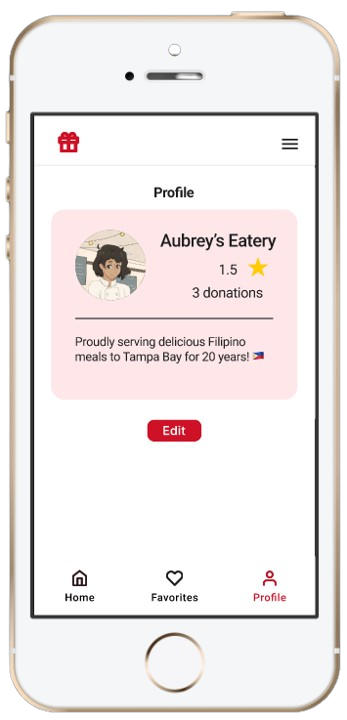 Profile
Aubrey's Eatery
1.5 ⭐
3 donations
Proudly serving delicious Filipino
meals to Tampa Bay for 20 years! 🇵🇭
Edit
Home Favorites Profile